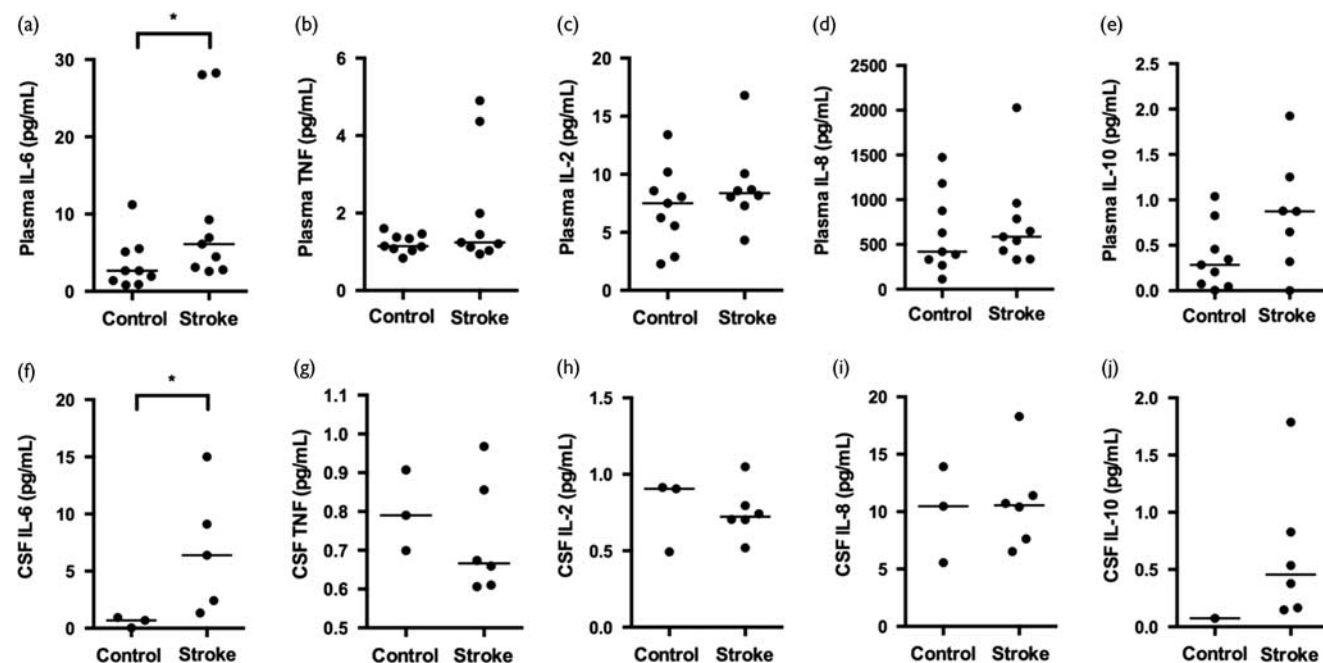 (a)
*
Plasma IL-6 (pg/mL)
30
20
10
0
Control Stroke
(b)
Plasma TNF (pg/mL)
6
4
2
0
Control Stroke
(c)
Plasma IL-2 (pg/mL)
20
15
10
5
0
Control Stroke
(d)
Plasma IL-8 (pg/mL)
2500
2000
1500
1000
500
0
Control Stroke
(e)
Plasma IL-10 (pg/mL)
2.5
2.0
1.5
1.0
0.5
0.0
Control Stroke
(f)
*
CSF IL-6 (pg/mL)
20
15
10
5
0
Control Stroke
(g)
CSF TNF (pg/mL)
1.1
1.0
0.9
0.8
0.7
0.6
0.5
Control Stroke
(h)
CSF IL-2 (pg/mL)
1.5
1.0
0.5
0.0
Control Stroke
(i)
CSF IL-8 (pg/mL)
20
15
10
5
0
Control Stroke
(j)
CSF IL-10 (pg/mL)
2.0
1.5
1.0
0.5
0.0
Control Stroke